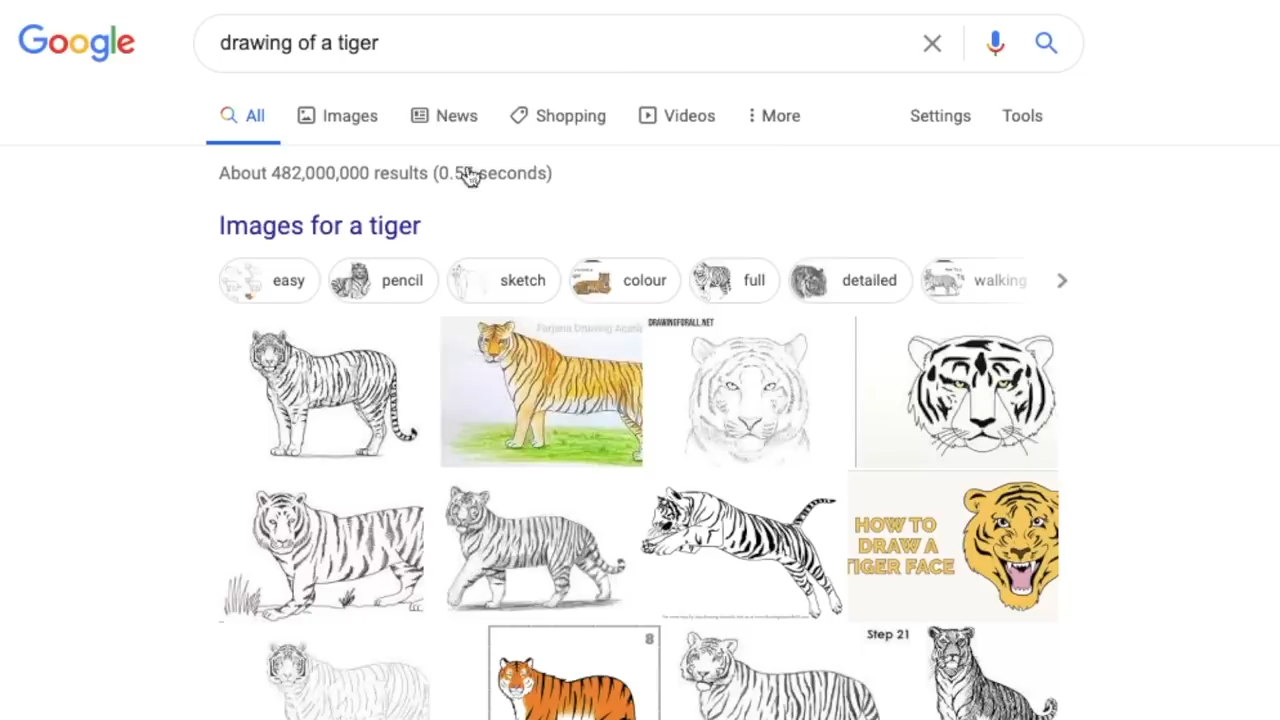 Google
drawing of a tiger
All Images News Shopping Videos More Settings Tools
About 482,000,000 results (0.5 seconds)
Images for a tiger
easy pencil sketch colour full detailed walking
Farjana Drawing
DRAWINGFORALL.NET
HOW TO
DRAW A
TIGER FACE
8
Step 21